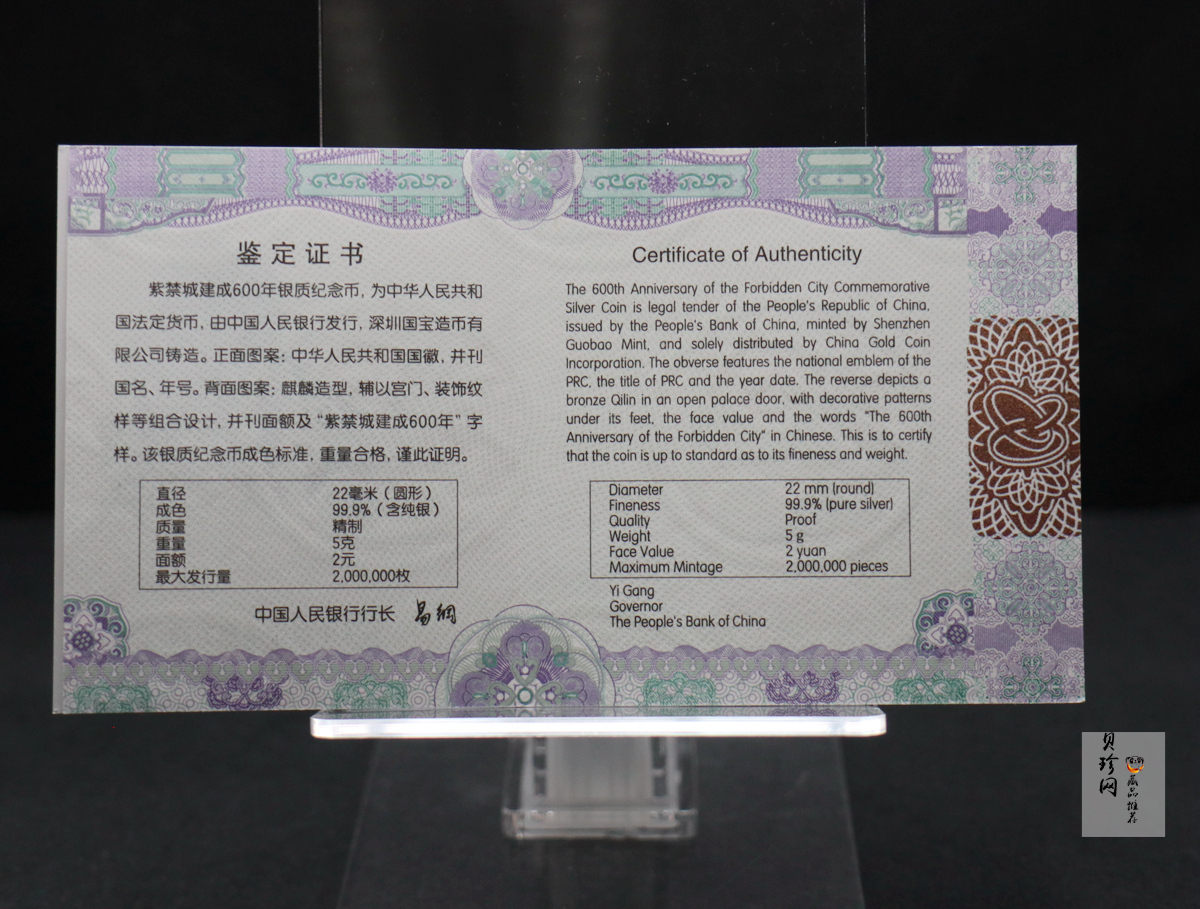 鉴定证书
紫禁城建成600年银质纪念币，为中华人民共和
国法定货币，由中国人民银行发行，深圳国宝造币有
限公司铸造。正面图案：中华人民共和国国徽，并刊
国名、年号。背面图案：麒麟造型，辅以宫门、装饰纹
样等组合设计，并刊面额及“紫禁城建成600年”字
样。该银质纪念币成色标准，重量合格，谨此证明。
直径 22毫米（圆形）
成色 99.9%（含纯银）
质量 精制
重量 5克
面额 2元
最大发行量 2,000,000枚
中国人民银行行长 易纲
Certificate of Authenticity
The 600th Anniversary of the Forbidden City Commemorative
Silver Coin is legal tender of the People's Republic of China,
issued by the People's Bank of China, minted by Shenzhen
Guobao Mint, and solely distributed by China Gold Coin
Incorporation. The obverse features the national emblem of the
PRC, the title of PRC and the year date. The reverse depicts a
bronze Qilin in an open palace door, with decorative patterns
under its feet, the face value and the words "The 600th
Anniversary of the Forbidden City" in Chinese. This is to certify
that the coin is up to standard as to its fineness and weight.
Diameter 22 mm (round)
Fineness 99.9% (pure silver)
Quality Proof
Weight 5 g
Face Value 2 yuan
Maximum Mintage 2,000,000 pieces
Yi Gang
Governor
The People's Bank of China
贝珍网
藏品推荐